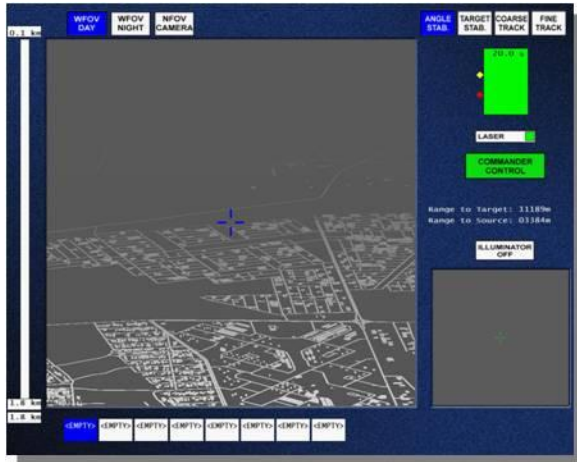 WFOV DAY
WFOV NIGHT
NFOV CAMERA
ANGLE STAB.
TARGET STAB.
COARSE TRACK
FINE TRACK
0.1 km
20.0 s
LASER
COMMANDER CONTROL
Range to Target: 11189m
Range to Source: 03384m
ILLUMINATOR OFF
1.8 km
1.8 km
<EMPTY> <EMPTY> <EMPTY> <EMPTY> <EMPTY> <EMPTY> <EMPTY> <EMPTY>